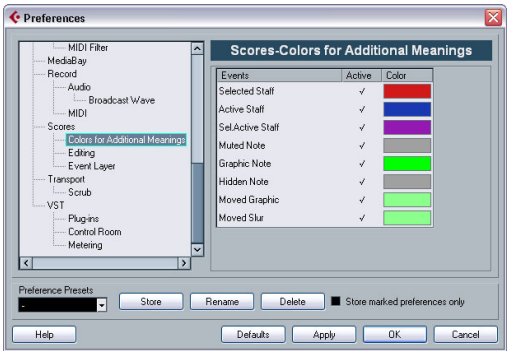 Preferences
MIDI Filter
MediaBay
Record
Audio
Broadcast Wave
MIDI
Scores
Colors for Additional Meanings
Editing
Event Layer
Transport
Scrub
VST
Plug-ins
Control Room
Metering
Scores-Colors for Additional Meanings
Events Active Color
Selected Staff ✓
Active Staff ✓
Sel.Active Staff ✓
Muted Note ✓
Graphic Note ✓
Hidden Note ✓
Moved Graphic ✓
Moved Slur ✓
Preference Presets
-
Store Rename Delete Store marked preferences only
Help Defaults Apply OK Cancel